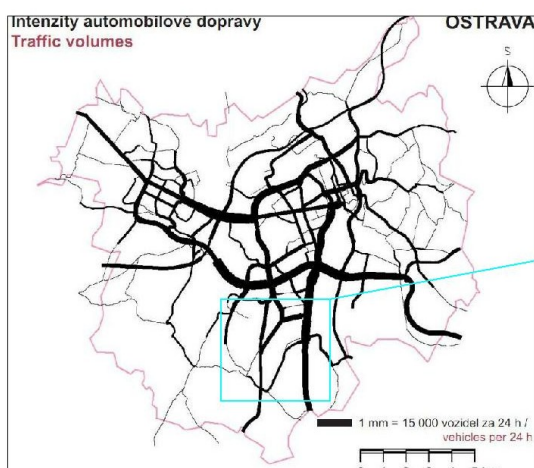 Intenzity automobilové dopravy
OSTRAVA
Traffic volumes
S
1 mm = 15 000 vozidel za 24 h /
vehicles per 24 h